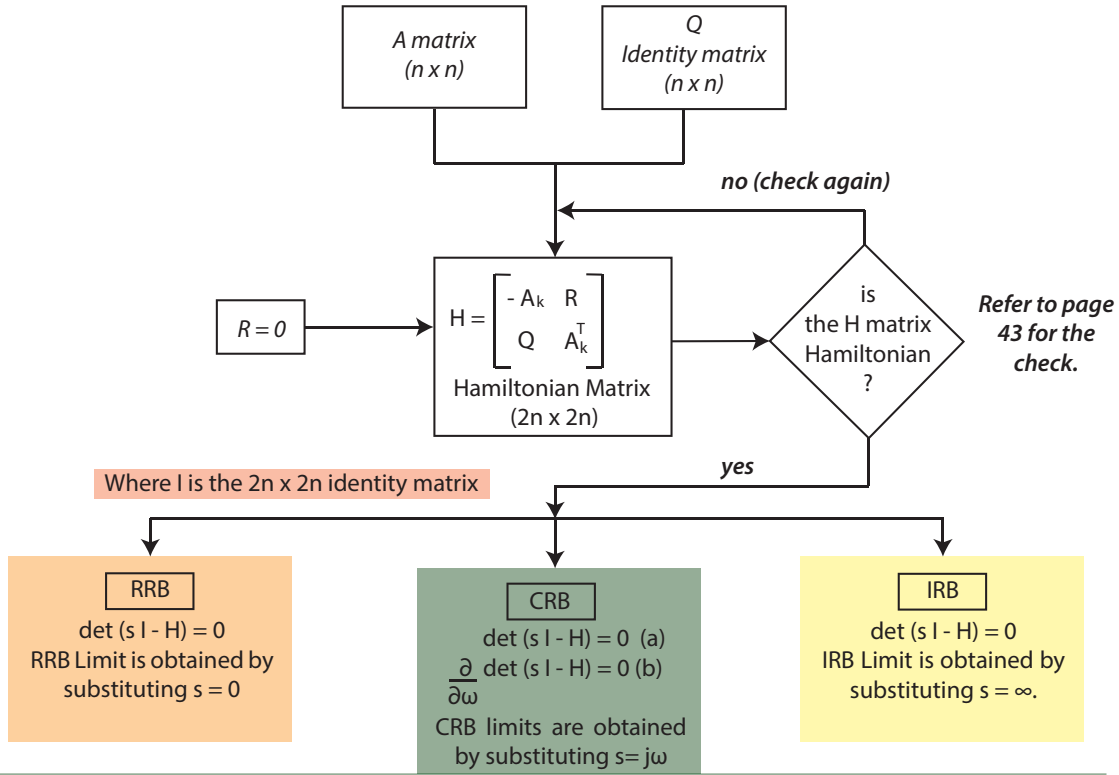 A matrix
(n x n)
Q
Identity matrix
(n x n)
no (check again)
R = 0
H = [ - A k R
Q A k T ]
Hamiltonian Matrix
(2n x 2n)
is
the H matrix
Hamiltonian
?
Refer to page
43 for the
check.
yes
Where I is the 2n x 2n identity matrix
RRB
det (s I - H) = 0
RRB Limit is obtained by
substituting s = 0
CRB
det (s I - H) = 0 (a)
∂/∂ω det (s I - H) = 0 (b)
CRB limits are obtained
by substituting s= jω
IRB
det (s I - H) = 0
IRB Limit is obtained by
substituting s = ∞.